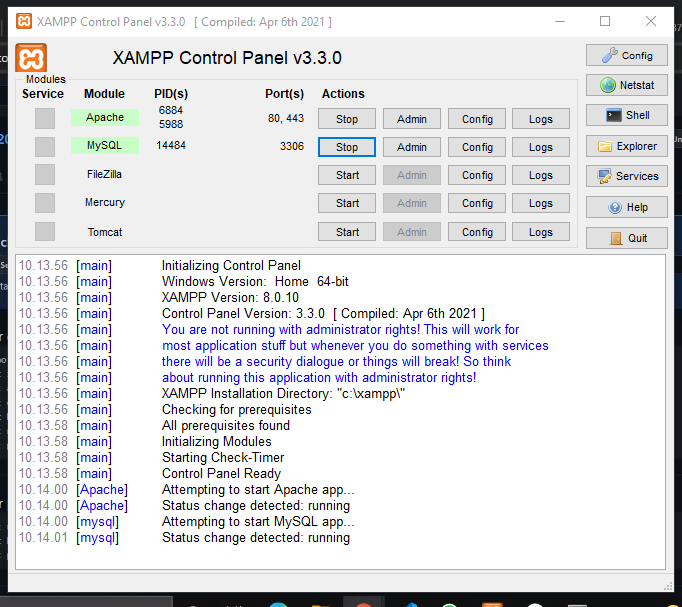 XAMPP Control Panel v3.3.0 [ Compiled: Apr 6th 2021 ]
XAMPP Control Panel v3.3.0
Config
Modules
Service Module PID(s) Port(s) Actions
Netstat
Apache 6884 5988 80, 443 Stop Admin Config Logs
Shell
MySQL 14484 3306 Stop Admin Config Logs
Explorer
FileZilla Start Admin Config Logs
Services
Mercury Start Admin Config Logs
Help
Tomcat Start Admin Config Logs
Quit
10.13.56 [main] Initializing Control Panel
10.13.56 [main] Windows Version: Home 64-bit
10.13.56 [main] XAMPP Version: 8.0.10
10.13.56 [main] Control Panel Version: 3.3.0 [ Compiled: Apr 6th 2021 ]
10.13.56 [main] You are not running with administrator rights! This will work for
10.13.56 [main] most application stuff but whenever you do something with services
10.13.56 [main] there will be a security dialogue or things will break! So think
10.13.56 [main] about running this application with administrator rights!
10.13.56 [main] XAMPP Installation Directory: "c:\xampp\"
10.13.56 [main] Checking for prerequisites
10.13.58 [main] All prerequisites found
10.13.58 [main] Initializing Modules
10.13.58 [main] Starting Check-Timer
10.13.58 [main] Control Panel Ready
10.14.00 [Apache] Attempting to start Apache app...
10.14.00 [Apache] Status change detected: running
10.14.00 [mysql] Attempting to start MySQL app...
10.14.01 [mysql] Status change detected: running